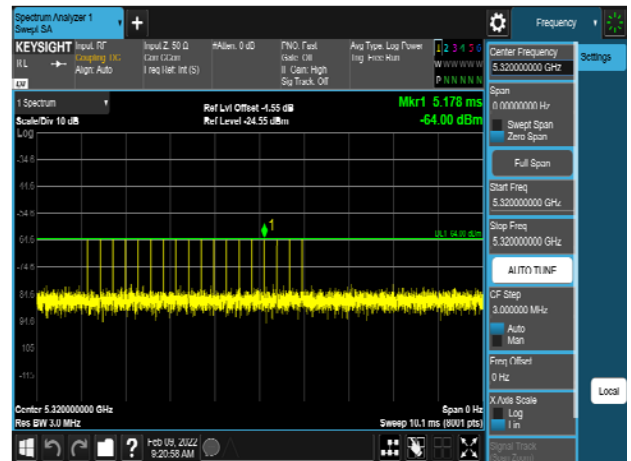 Spectrum Analyzer 1
Swept SA
+
Frequency
KEYSIGHT
Input: RF
Coupling: DC
Align: Auto
Input Z: 50 Ω
Corr CCorr
Freq Ref: Int (S)
#Atten: 0 dB
PNO: Fast
Gate: Off
IF Gain: High
Sig Track: Off
Avg Type: Log Power
Trig: Free Run
1 2 3 4 5 6
W W W W W W
P N N N N N
RL
Center Frequency
5.320000000 GHz
Settings
Span
0.00000000 Hz
Swept Span
Zero Span
Full Span
Start Freq
5.320000000 GHz
Stop Freq
5.320000000 GHz
AUTO TUNE
CF Step
3.000000 MHz
Auto
Man
Freq Offset
0 Hz
X Axis Scale
Log
Lin
Signal Track
(Span Zoom)
Local
1 Spectrum
Scale/Div 10 dB
Log
Ref Lvl Offset -4.55 dB
Ref Level -24.55 dBm
Mkr1 5.178 ms
-64.00 dBm
-34.6
-44.6
-54.6
-64.6
-74.6
-84.6
-94.6
-105
-115
1
DL1 -64.00 dBm
Center 5.320000000 GHz
Res BW 3.0 MHz
Span 0 Hz
Sweep 10.1 ms (8001 pts)
?
Feb 09, 2022
9:20:58 AM